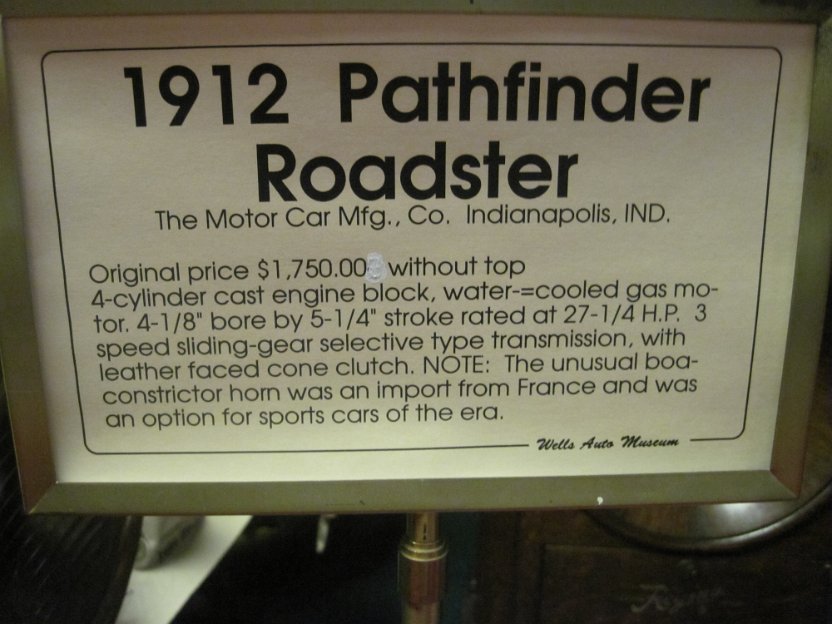 1912 Pathfinder
Roadster
The Motor Car Mfg., Co. Indianapolis, IND.
Original price $1,750.00 without top
4-cylinder cast engine block, water-=cooled gas mo-
tor. 4-1/8" bore by 5-1/4" stroke rated at 27-1/4 H.P. 3
speed sliding-gear selective type transmission, with
leather faced cone clutch. NOTE: The unusual boa-
constrictor horn was an import from France and was
an option for sports cars of the era.
Wells Auto Museum